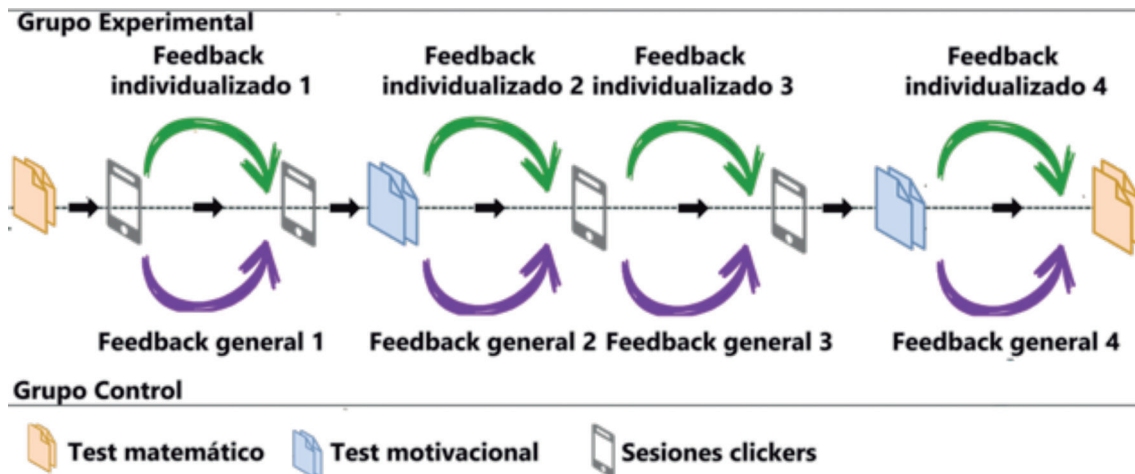 Grupo Experimental
Feedback individualizado 1
Feedback individualizado 2
Feedback individualizado 3
Feedback individualizado 4
Feedback general 1
Feedback general 2
Feedback general 3
Feedback general 4
Grupo Control
Test matemático
Test motivacional
Sesiones clickers